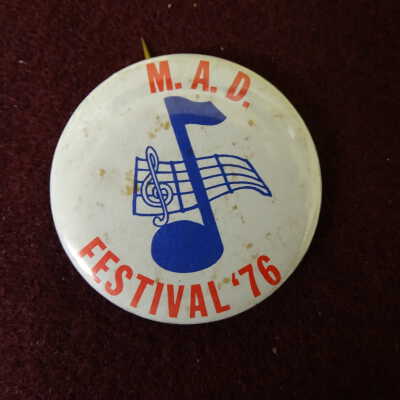 M. A. D.
FESTIVAL '76